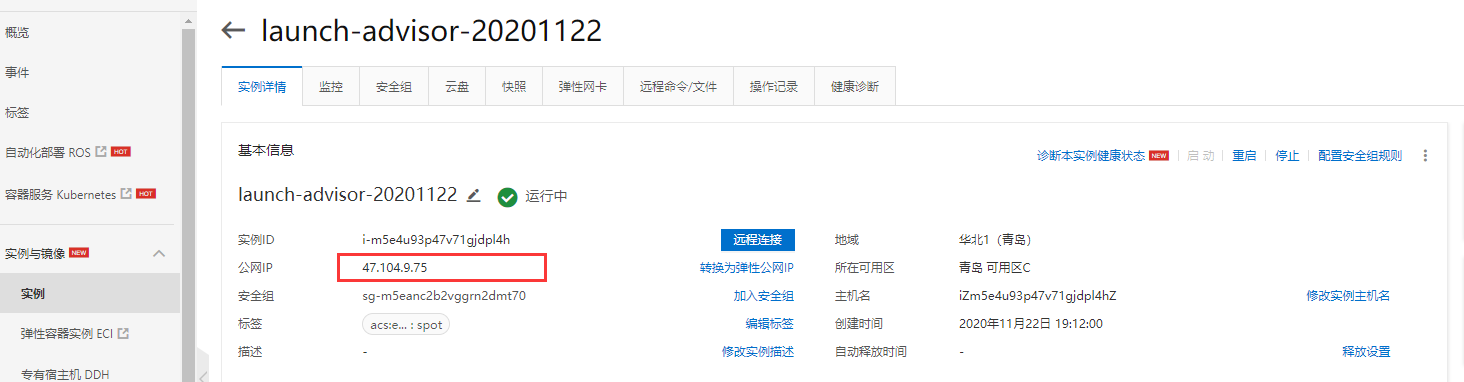 概览
事件
标签
自动化部署 ROS HOT
容器服务 Kubernetes HOT
实例与镜像 NEW
实例
弹性容器实例 ECI
专有宿主机 DDH
launch-advisor-20201122
实例详情 监控 安全组 云盘 快照 弹性网卡 远程命令/文件 操作记录 健康诊断
基本信息
诊断本实例健康状态 NEW 启动 重启 停止 配置安全组规则
launch-advisor-20201122 运行中
实例ID i-m5e4u93p47v71gjdpl4h 远程连接 地域 华北1（青岛）
公网IP 47.104.9.75 转换为弹性公网IP 所在可用区 青岛 可用区C
安全组 sg-m5eanc2b2vggrn2dmt70 加入安全组 主机名 iZm5e4u93p47v71gjdpl4hZ 修改实例主机名
标签 acs:e... : spot 编辑标签 创建时间 2020年11月22日 19:12:00
描述 - 修改实例描述 自动释放时间 - 释放设置